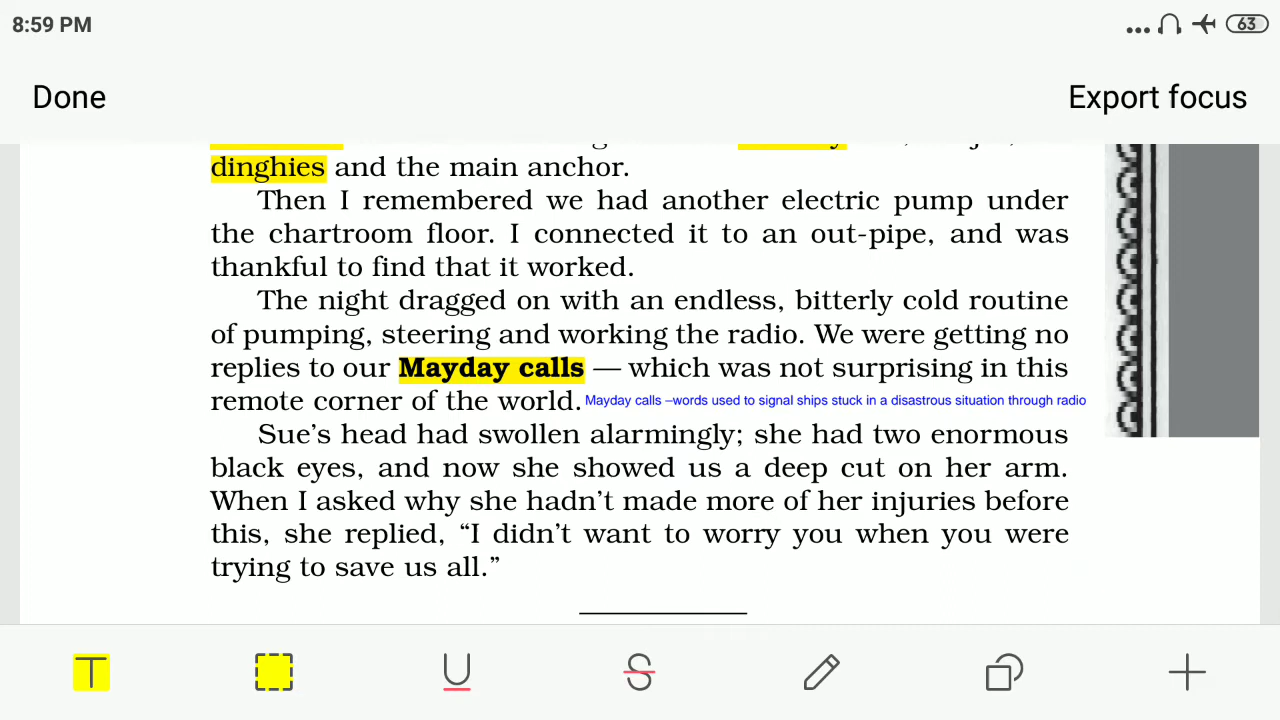 8:59 PM
63
Done
Export focus
dinghies and the main anchor.
Then I remembered we had another electric pump under
the chartroom floor. I connected it to an out-pipe, and was
thankful to find that it worked.
The night dragged on with an endless, bitterly cold routine
of pumping, steering and working the radio. We were getting no
replies to our Mayday calls — which was not surprising in this
remote corner of the world. Mayday calls –words used to signal ships stuck in a disastrous situation through radio
Sue’s head had swollen alarmingly; she had two enormous
black eyes, and now she showed us a deep cut on her arm.
When I asked why she hadn’t made more of her injuries before
this, she replied, “I didn’t want to worry you when you were
trying to save us all.”
T
U
S